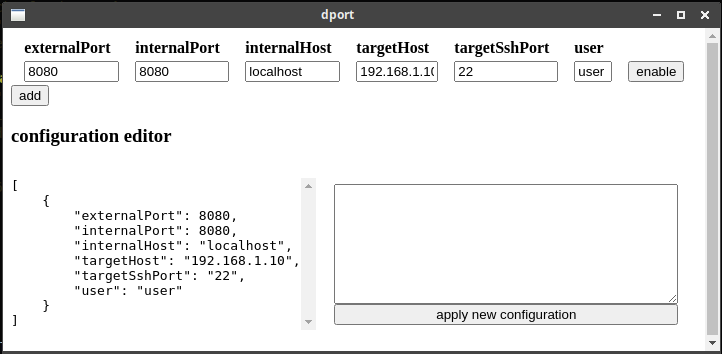 dport
externalPort internalPort internalHost targetHost targetSshPort user
8080 8080 localhost 192.168.1.10 22 user enable
add
configuration editor
[
    {
        "externalPort": 8080,
        "internalPort": 8080,
        "internalHost": "localhost",
        "targetHost": "192.168.1.10",
        "targetSshPort": "22",
        "user": "user"
    }
]
apply new configuration